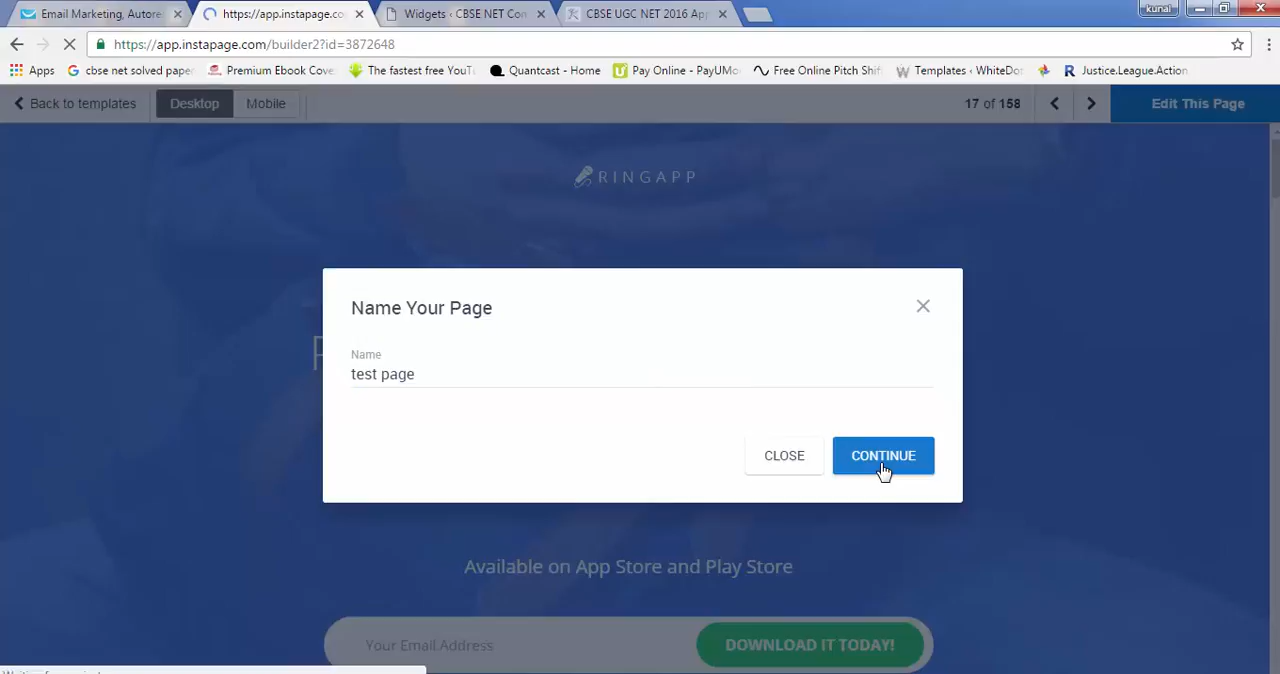 Email Marketing, Autore
https://app.instapage.co
Widgets ‹ CBSE NET Con
CBSE UGC NET 2016 App
kunal
https://app.instapage.com/builder2?id=3872648
Apps
cbse net solved paper
Premium Ebook Cove
The fastest free YouT
Quantcast - Home
Pay Online - PayUMo
Free Online Pitch Shif
Templates ‹ WhiteDot
Justice.League.Action
Back to templates
Desktop
Mobile
17 of 158
Edit This Page
RINGAPP
Name Your Page
Name
test page
CLOSE
CONTINUE
Available on App Store and Play Store
Your Email Address
DOWNLOAD IT TODAY!